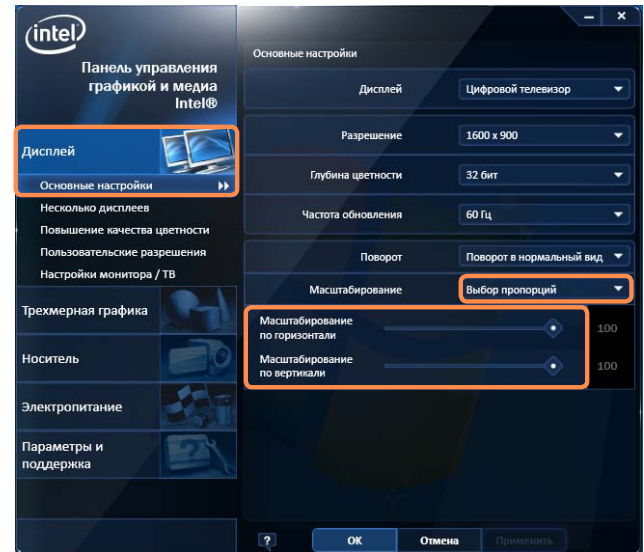 intel
Панель управления
графикой и медиа
Intel®
Дисплей
Основные настройки
Несколько дисплеев
Повышение качества цветности
Пользовательские разрешения
Настройки монитора / ТВ
Трехмерная графика
Носитель
Электропитание
Параметры и
поддержка
Основные настройки
Дисплей Цифровой телевизор
Разрешение 1600 x 900
Глубина цветности 32 бит
Частота обновления 60 Гц
Поворот Поворот в нормальный вид
Масштабирование Выбор пропорций
Масштабирование
по горизонтали 100
Масштабирование
по вертикали 100
? ОК Отмена Применить